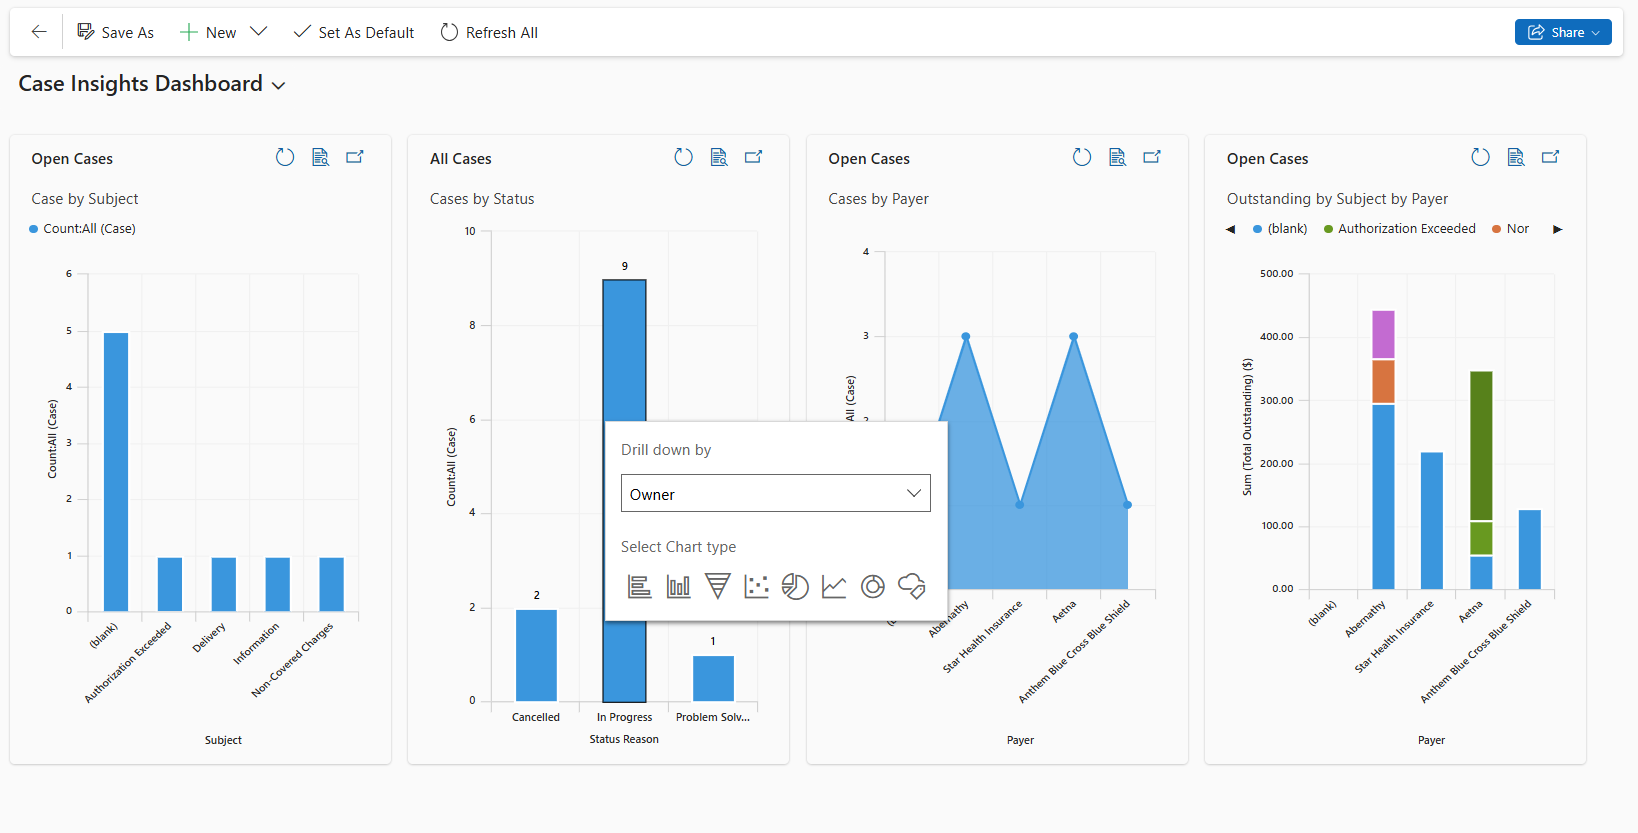 Save As
New
Set As Default
Refresh All
Share
Case Insights Dashboard
Open Cases
Case by Subject
Count:All (Case)
6
5
4
3
2
1
0
Count:All (Case)
(blank)
Authorization Exceeded
Delivery
Information
Non-Covered Charges
Subject
All Cases
Cases by Status
10
8
6
4
2
0
Count:All (Case)
2
9
1
Cancelled
In Progress
Problem Solv...
Status Reason
Drill down by
Owner
Select Chart type
Open Cases
Cases by Payer
4
3
All (Case)
Abernathy
Star Health Insurance
Aetna
Anthem Blue Cross Blue Shield
Payer
Open Cases
Outstanding by Subject by Payer
(blank)
Authorization Exceeded
Nor
500.00
400.00
300.00
200.00
100.00
0.00
Sum (Total Outstanding) ($)
(blank)
Abernathy
Star Health Insurance
Aetna
Anthem Blue Cross Blue Shield
Payer